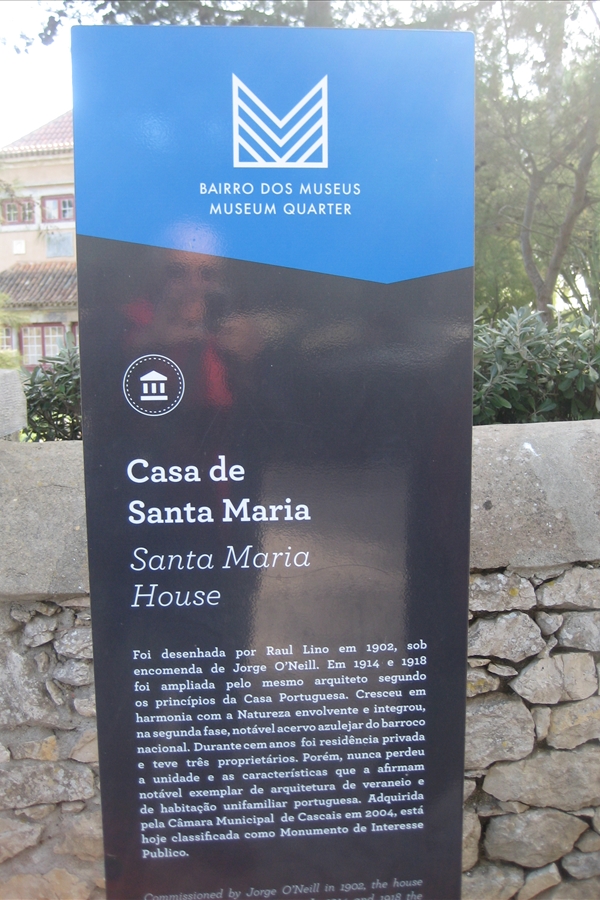 BAIRRO DOS MUSEUS
MUSEUM QUARTER
Casa de
Santa Maria
Santa Maria
House
Foi desenhada por Raul Lino em 1902, sob
encomenda de Jorge O'Neill. Em 1914 e 1918
foi ampliada pelo mesmo arquiteto segundo
os princípios da Casa Portuguesa. Cresceu em
harmonia com a Natureza envolvente e integrou,
na segunda fase, notável acervo azulejar do barroco
nacional. Durante cem anos foi residência privada
e teve três proprietários. Porém, nunca perdeu
a unidade e as características que a afirmam
notável exemplar de arquitetura de veraneio e
de habitação unifamiliar portuguesa. Adquirida
pela Câmara Municipal de Cascais em 2004, está
hoje classificada como Monumento de Interesse
Publico.
Commissioned by Jorge O'Neill in 1902, the house
1914 and 1918 the